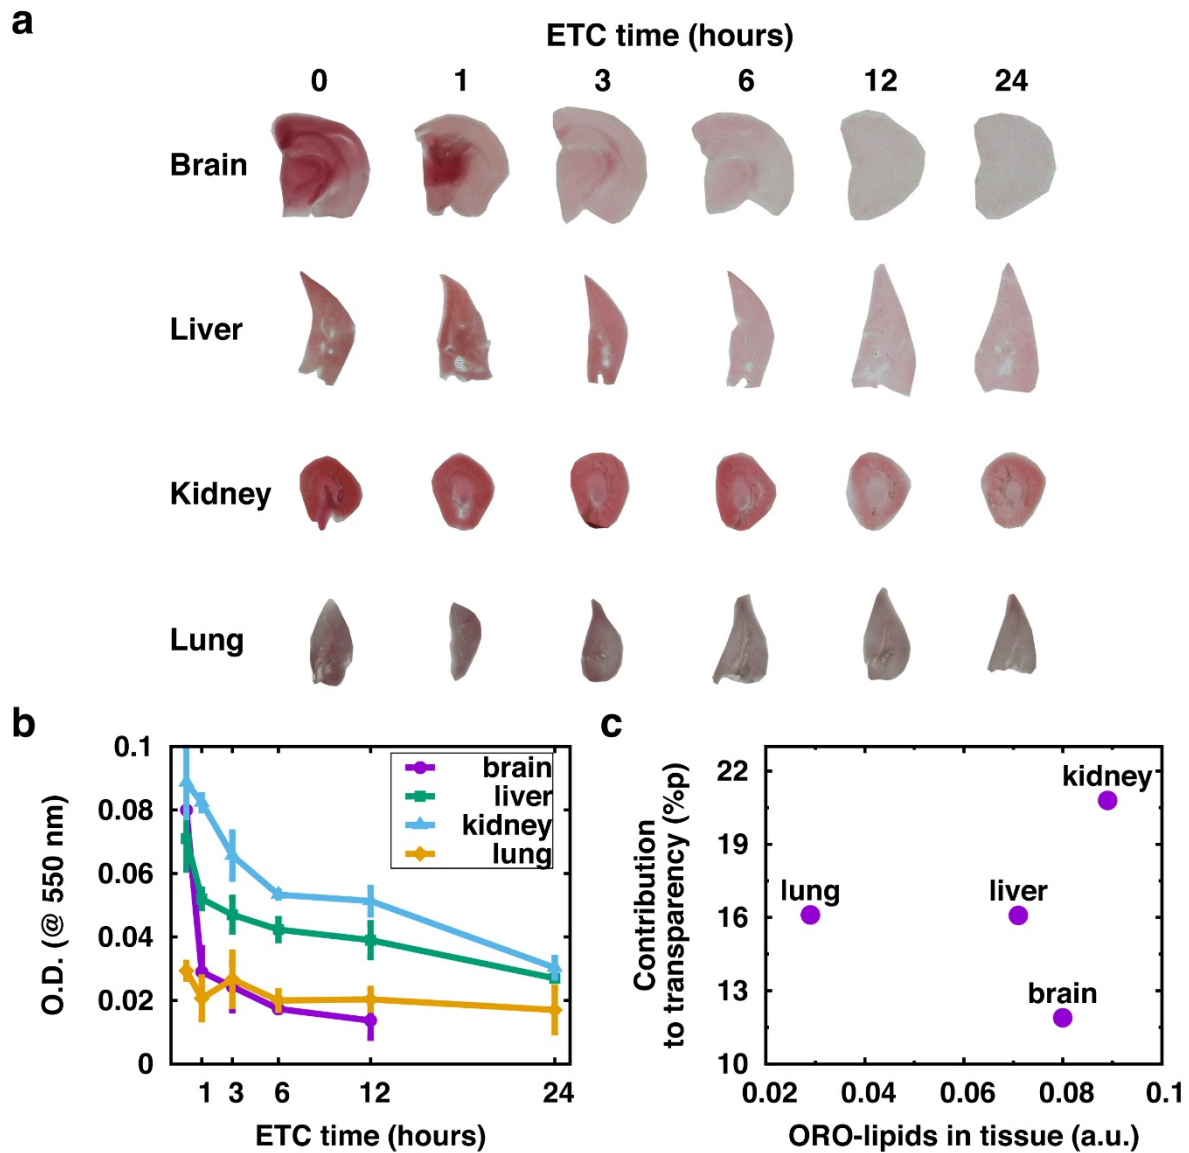 a
ETC time (hours)
0 1 3 6 12 24
Brain
Liver
Kidney
Lung
b
O.D. (@ 550 nm)
0.1
0.08
0.06
0.04
0.02
0
brain
liver
kidney
lung
1 3 6 12 24
ETC time (hours)
c
Contribution
to transparency (%p)
22
19
16
13
10
kidney
lung
liver
brain
0.02 0.04 0.06 0.08 0.1
ORO-lipids in tissue (a.u.)